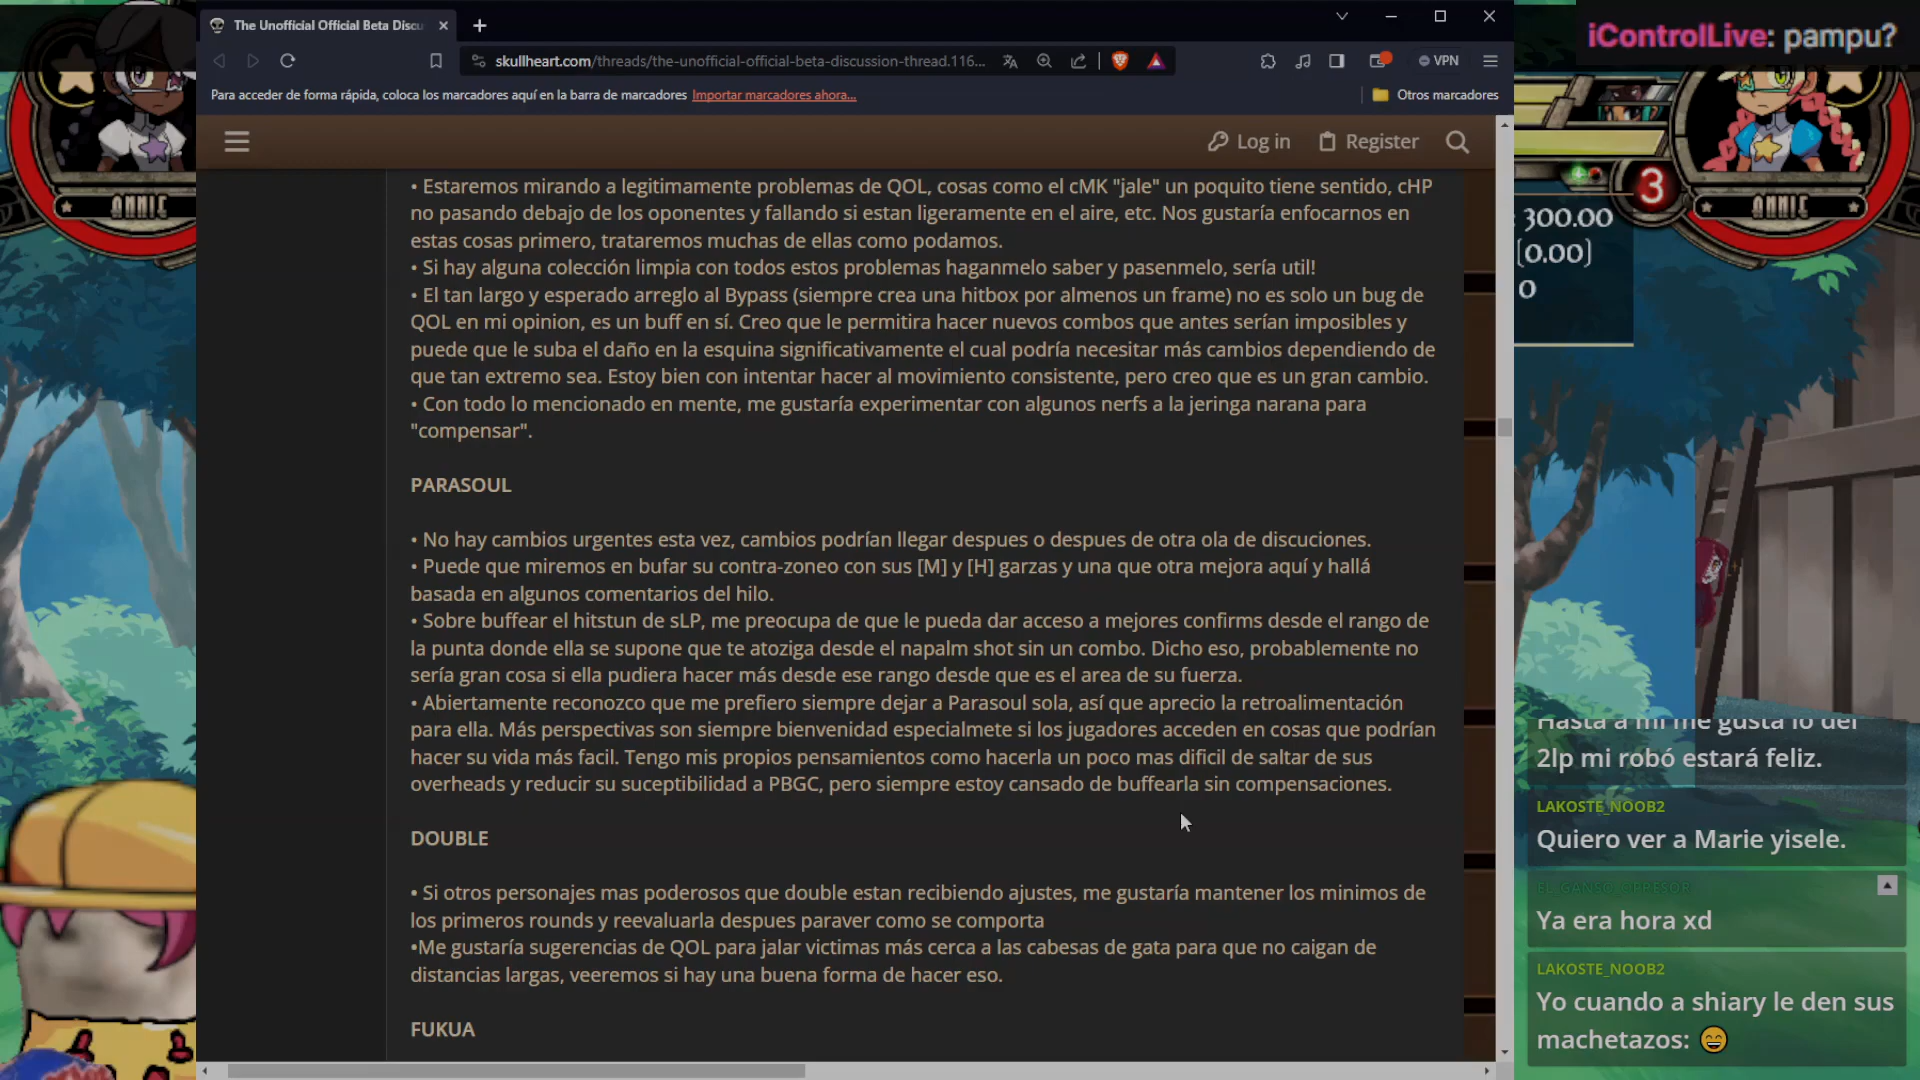 The Unofficial Official Beta Discu
skullheart.com/threads/the-unofficial-official-beta-discussion-thread.116...
VPN
Para acceder de forma rápida, coloca los marcadores aquí en la barra de marcadores Importar marcadores ahora...
Otros marcadores
Log in
Register
• Estaremos mirando a legitimamente problemas de QOL, cosas como el cMK "jale" un poquito tiene sentido, cHP
no pasando debajo de los oponentes y fallando si estan ligeramente en el aire, etc. Nos gustaría enfocarnos en
estas cosas primero, trataremos muchas de ellas como podamos.
• Si hay alguna colección limpia con todos estos problemas haganmelo saber y pasenmelo, sería util!
• El tan largo y esperado arreglo al Bypass (siempre crea una hitbox por almenos un frame) no es solo un bug de
QOL en mi opinion, es un buff en sí. Creo que le permitira hacer nuevos combos que antes serían imposibles y
puede que le suba el daño en la esquina significativamente el cual podría necesitar más cambios dependiendo de
que tan extremo sea. Estoy bien con intentar hacer al movimiento consistente, pero creo que es un gran cambio.
• Con todo lo mencionado en mente, me gustaría experimentar con algunos nerfs a la jeringa narana para
"compensar".
PARASOUL
• No hay cambios urgentes esta vez, cambios podrían llegar despues o despues de otra ola de discuciones.
• Puede que miremos en bufar su contra-zoneo con sus [M] y [H] garzas y una que otra mejora aquí y hallá
basada en algunos comentarios del hilo.
• Sobre buffear el hitstun de sLP, me preocupa de que le pueda dar acceso a mejores confirms desde el rango de
la punta donde ella se supone que te atoziga desde el napalm shot sin un combo. Dicho eso, probablemente no
sería gran cosa si ella pudiera hacer más desde ese rango desde que es el area de su fuerza.
• Abiertamente reconozco que me prefiero siempre dejar a Parasoul sola, así que aprecio la retroalimentación
para ella. Más perspectivas son siempre bienvenidad especialmete si los jugadores acceden en cosas que podrían
hacer su vida más facil. Tengo mis propios pensamientos como hacerla un poco mas dificil de saltar de sus
overheads y reducir su suceptibilidad a PBGC, pero siempre estoy cansado de buffearla sin compensaciones.
DOUBLE
• Si otros personajes mas poderosos que double estan recibiendo ajustes, me gustaría mantener los minimos de
los primeros rounds y reevaluarla despues paraver como se comporta
•Me gustaría sugerencias de QOL para jalar victimas más cerca a las cabesas de gata para que no caigan de
distancias largas, veeremos si hay una buena forma de hacer eso.
FUKUA
ANNIE
iControlLive: pampu?
3
ANNIE
: 300.00
[0.00]
0
Hasta a mi me gusta lo del
2lp mi robó estará feliz.
LAKOSTE_NOOB2
Quiero ver a Marie yisele.
EL_GANSO_OPRESOR
Ya era hora xd
LAKOSTE_NOOB2
Yo cuando a shiary le den sus
machetazos: 😄